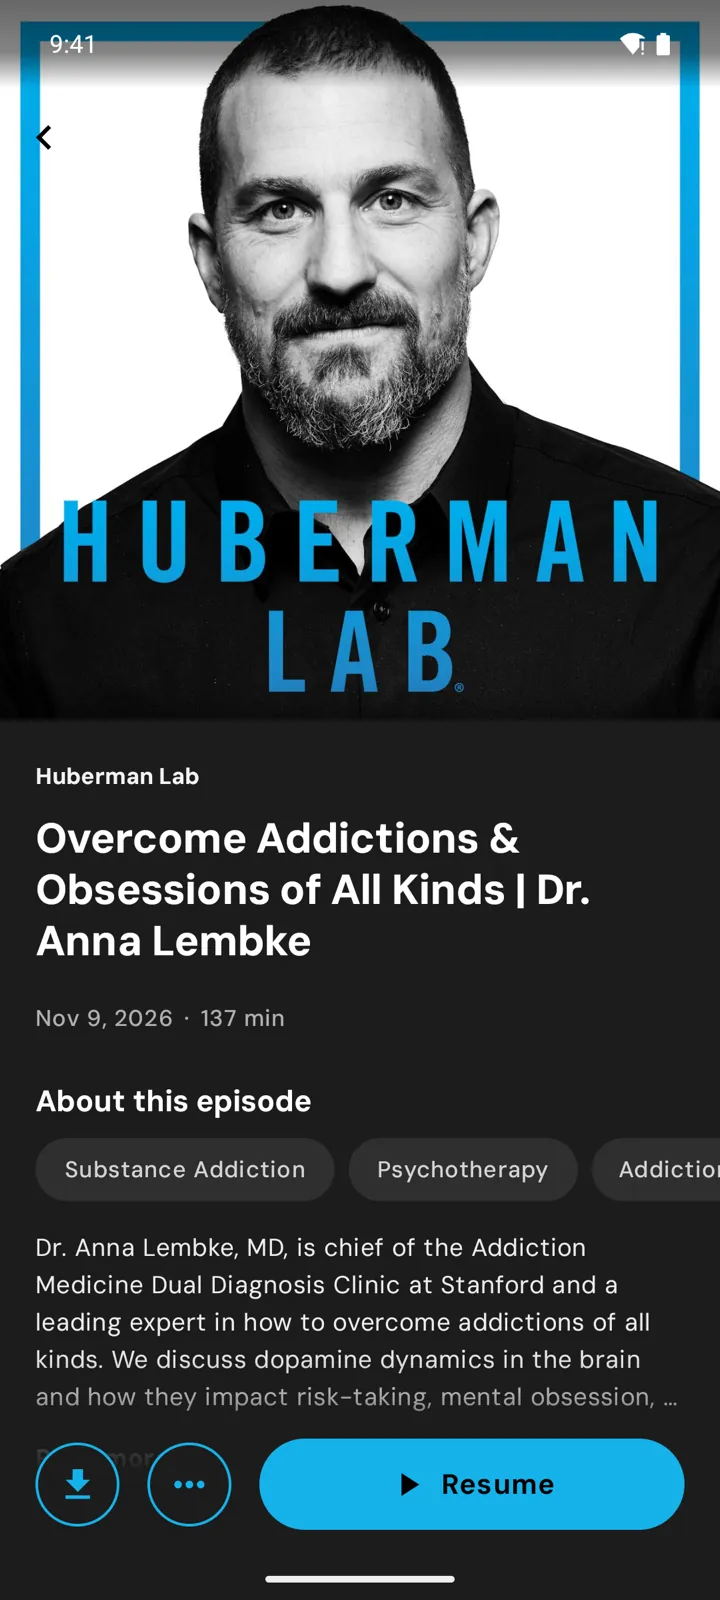 9:41
HUBERMAN
LAB®
Huberman Lab
Overcome Addictions &
Obsessions of All Kinds | Dr.
Anna Lembke
Nov 9, 2026 · 137 min
About this episode
Substance Addiction
Psychotherapy
Dr. Anna Lembke, MD, is chief of the Addiction
Medicine Dual Diagnosis Clinic at Stanford and a
leading expert in how to overcome addictions of all
kinds. We discuss dopamine dynamics in the brain
and how they impact risk-taking, mental obsession, ...
Resume